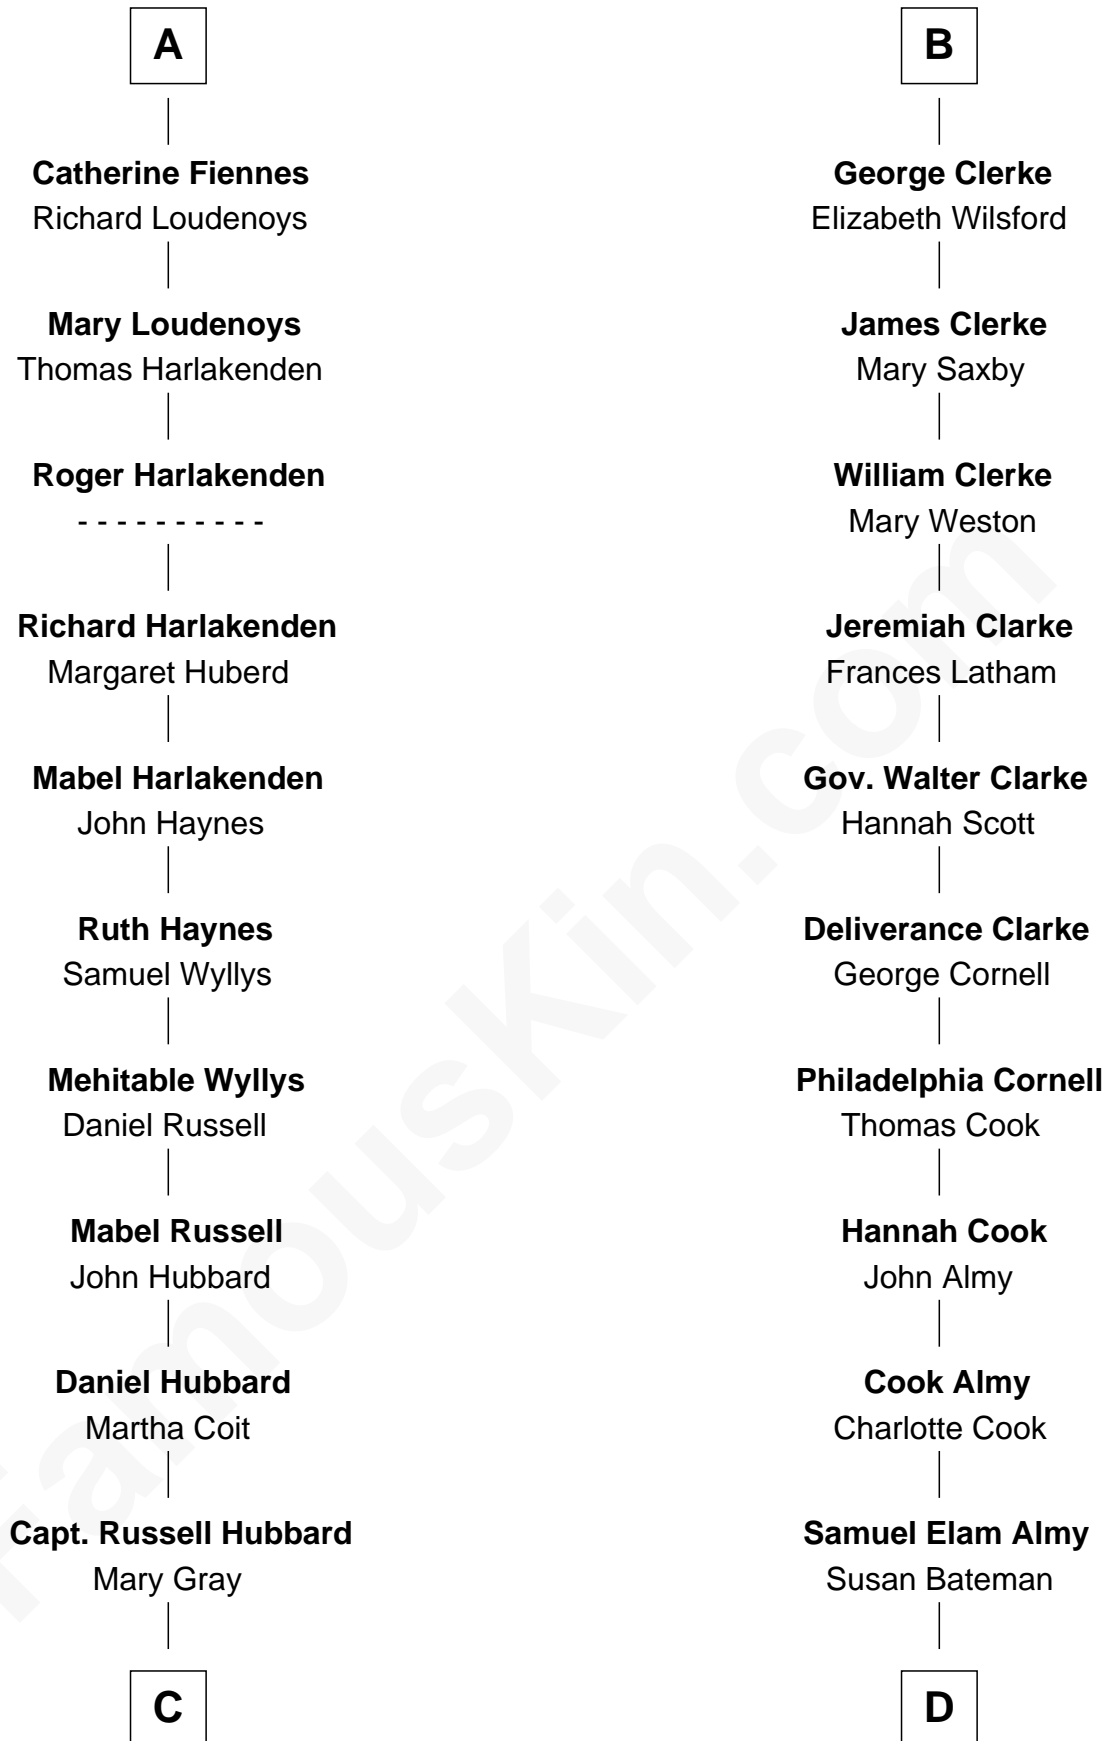 A
Catherine Fiennes
Richard Loudenoys
Mary Loudenoys
Thomas Harlakenden
Roger Harlakenden
- - - - - - - - - -
Richard Harlakenden
Margaret Huberd
Mabel Harlakenden
John Haynes
Ruth Haynes
Samuel Wyllys
Mehitable Wyllys
Daniel Russell
Mabel Russell
John Hubbard
Daniel Hubbard
Martha Coit
Capt. Russell Hubbard
Mary Gray
C
B
George Clerke
Elizabeth Wilsford
James Clerke
Mary Saxby
William Clerke
Mary Weston
Jeremiah Clarke
Frances Latham
Gov. Walter Clarke
Hannah Scott
Deliverance Clarke
George Cornell
Philadelphia Cornell
Thomas Cook
Hannah Cook
John Almy
Cook Almy
Charlotte Cook
Samuel Elam Almy
Susan Bateman
D
FamousKin.com